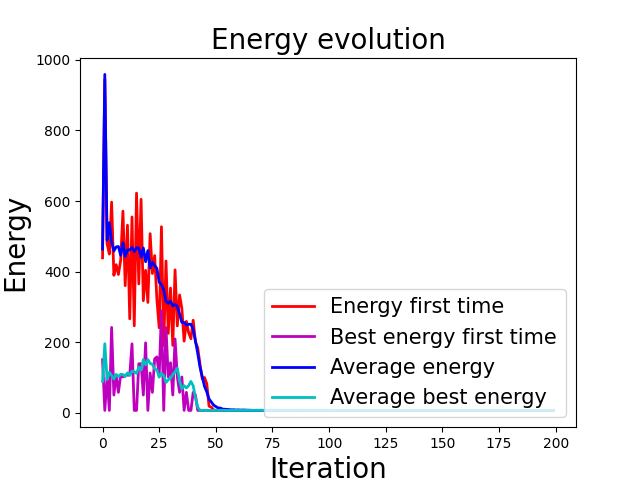 Energy evolution
Energy
1000
800
600
400
200
0
Energy first time
Best energy first time
Average energy
Average best energy
0 25 50 75 100 125 150 175 200
Iteration